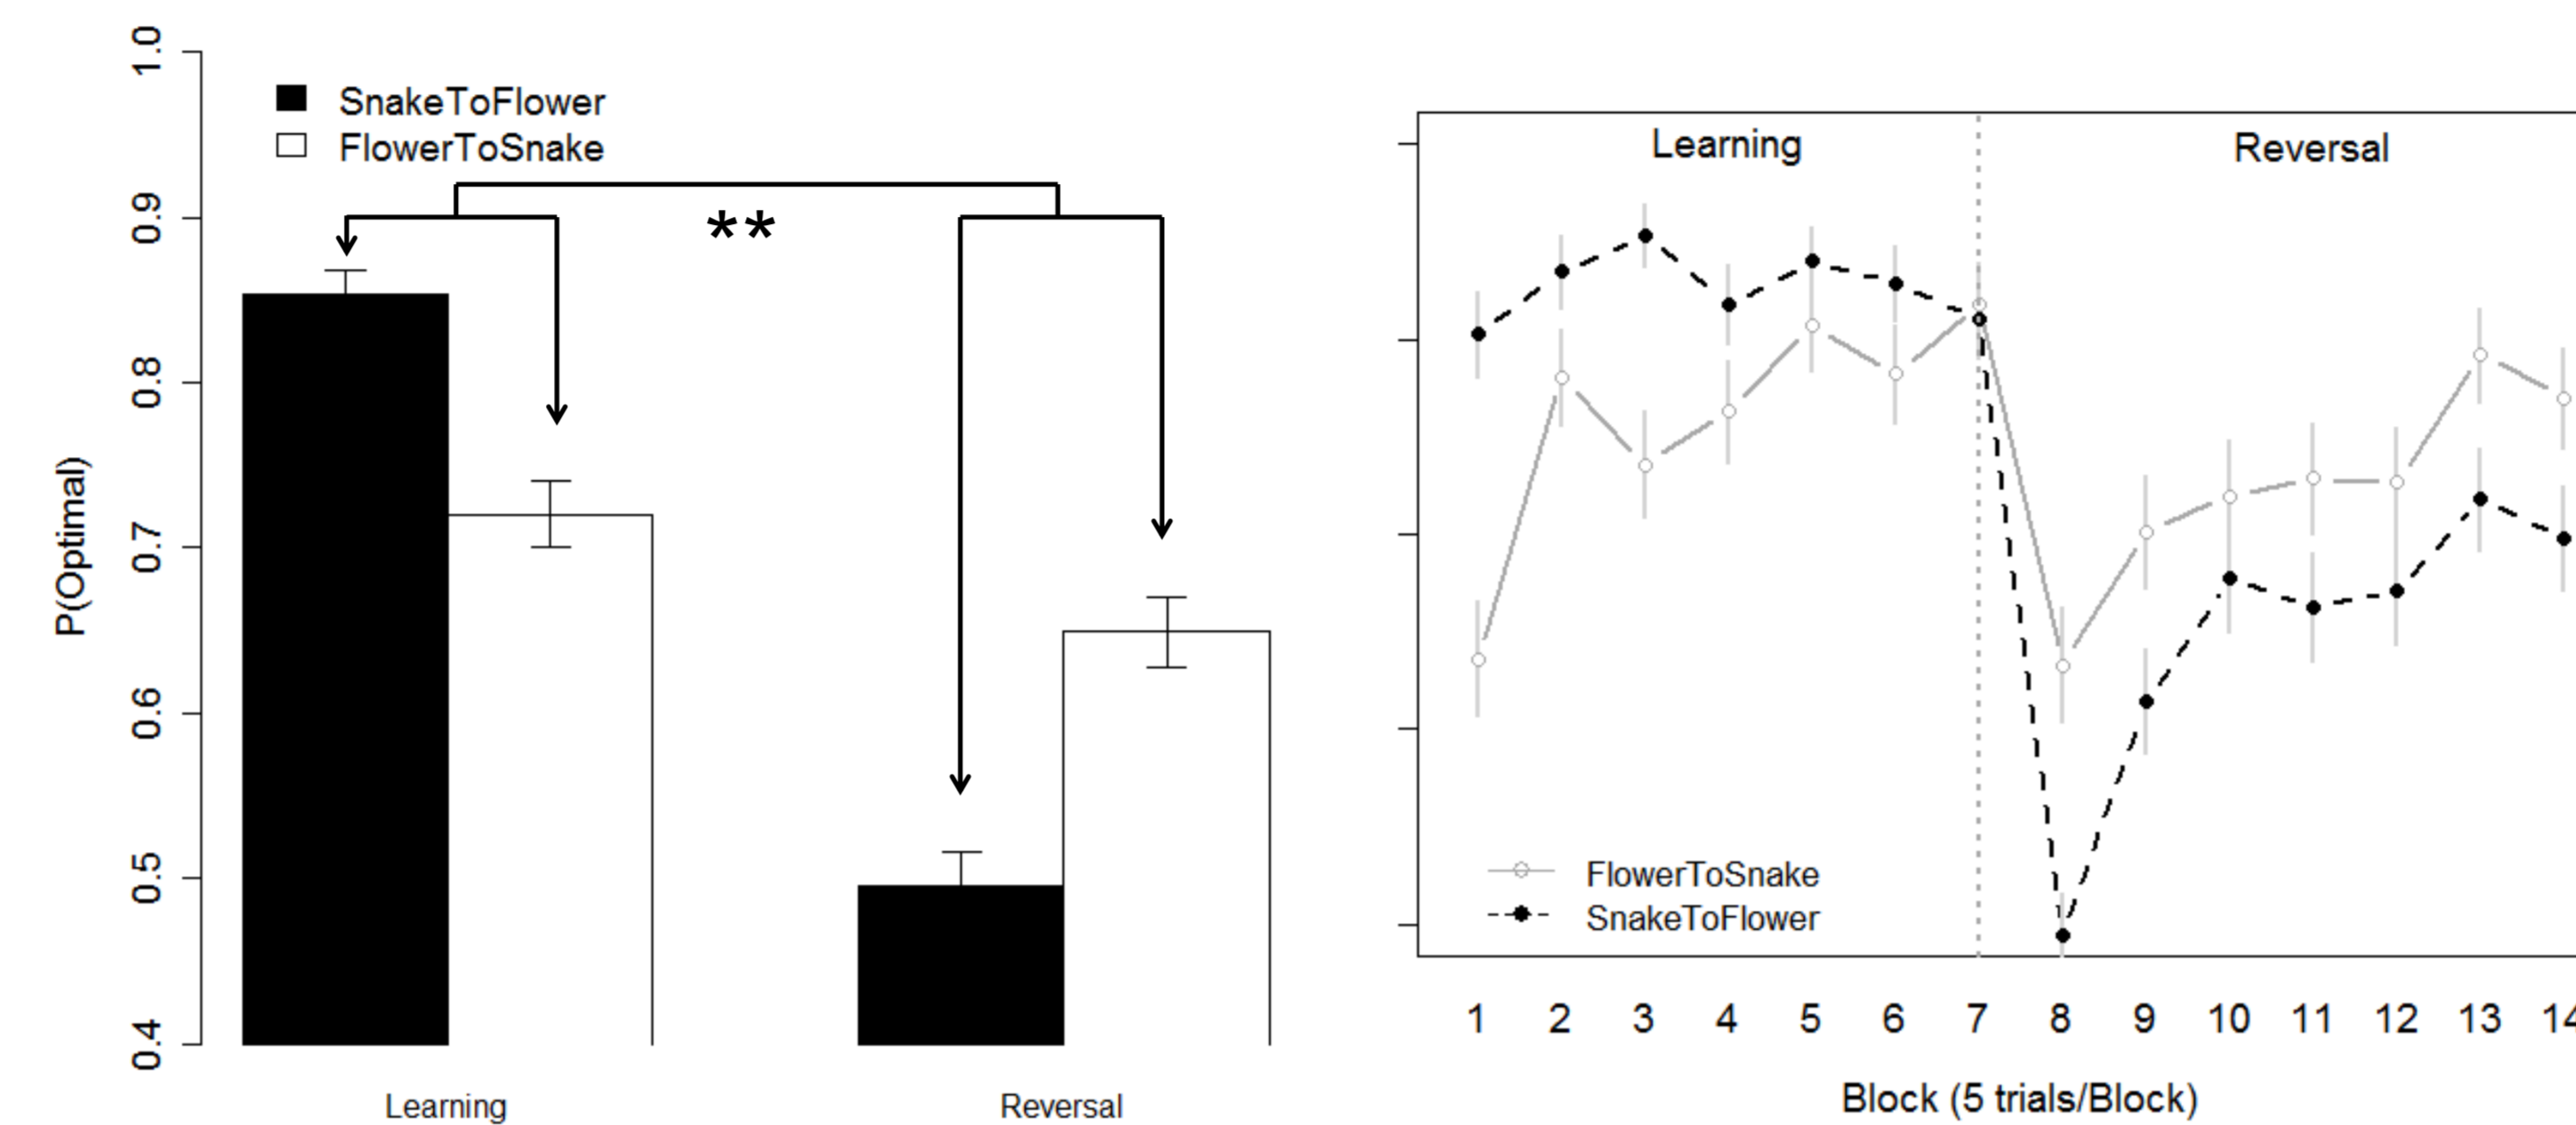 1.0
0.9
0.8
0.7
0.6
0.5
0.4
P(Optimal)
SnakeToFlower
FlowerToSnake
**
Learning
Reversal
Learning
Reversal
FlowerToSnake
SnakeToFlower
1 2 3 4 5 6 7 8 9 10 11 12 13 14
Block (5 trials/Block)